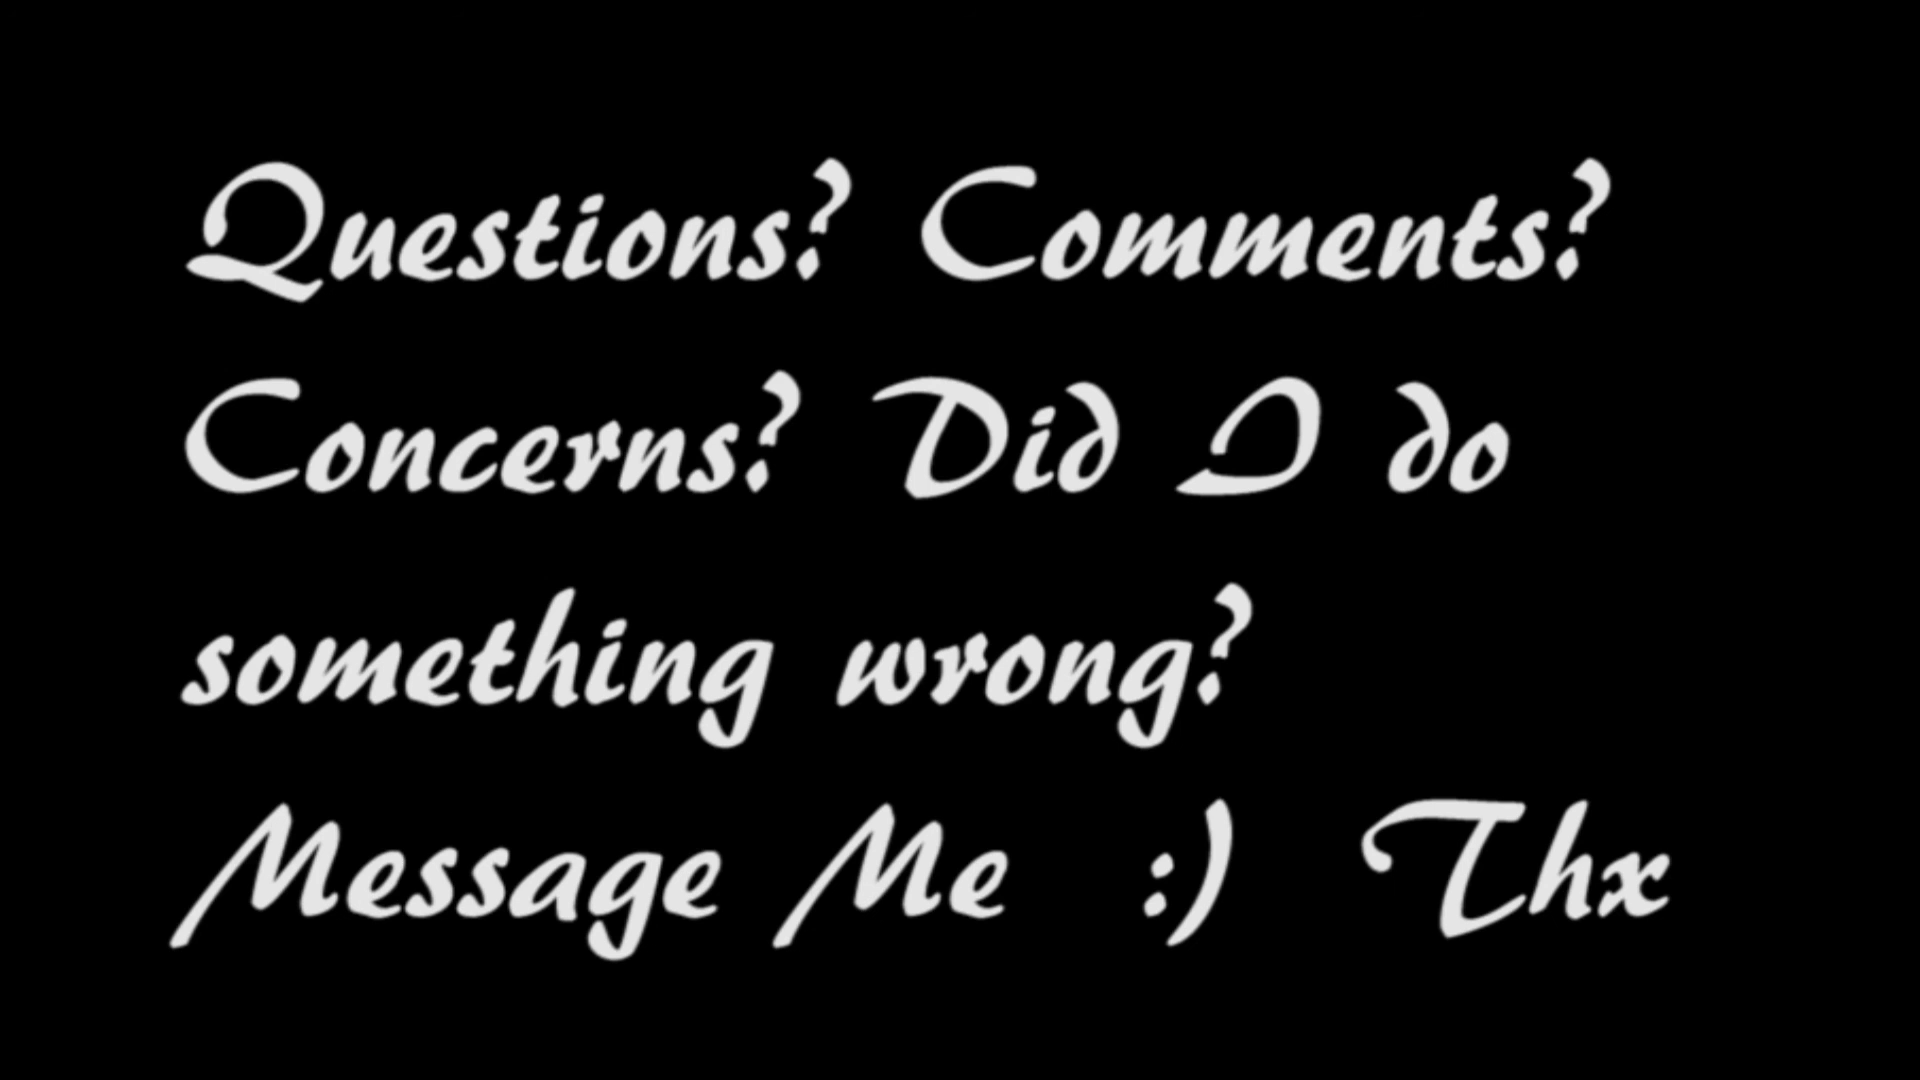 Questions? Comments?
Concerns? Did I do
something wrong?
Message Me :) Thx